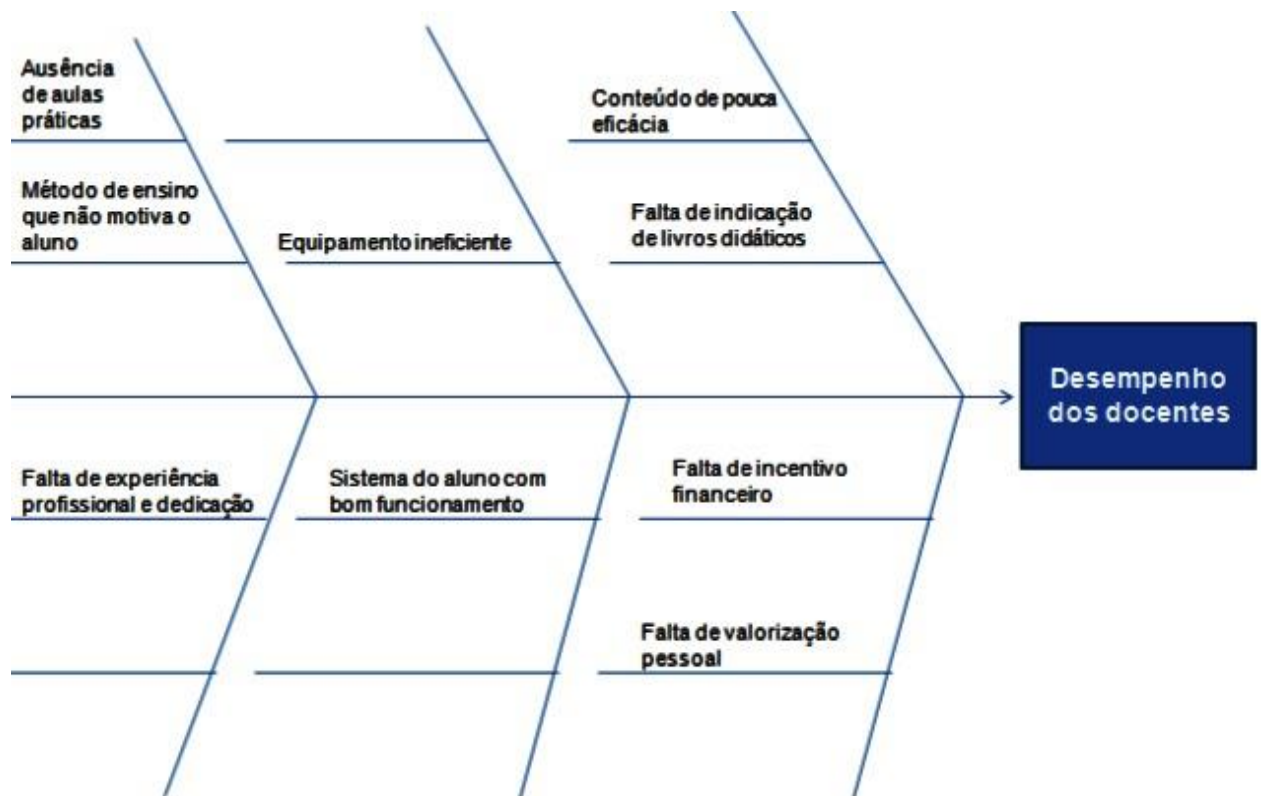 Ausência
de aulas
práticas
Conteúdo de pouca
eficácia
Método de ensino
que não motiva o
aluno
Equipamento ineficiente
Falta de indicação
de livros didáticos
Desempenho
dos docentes
Falta de experiência
profissional e dedicação
Sistema do aluno com
bom funcionamento
Falta de incentivo
financeiro
Falta de valorização
pessoal